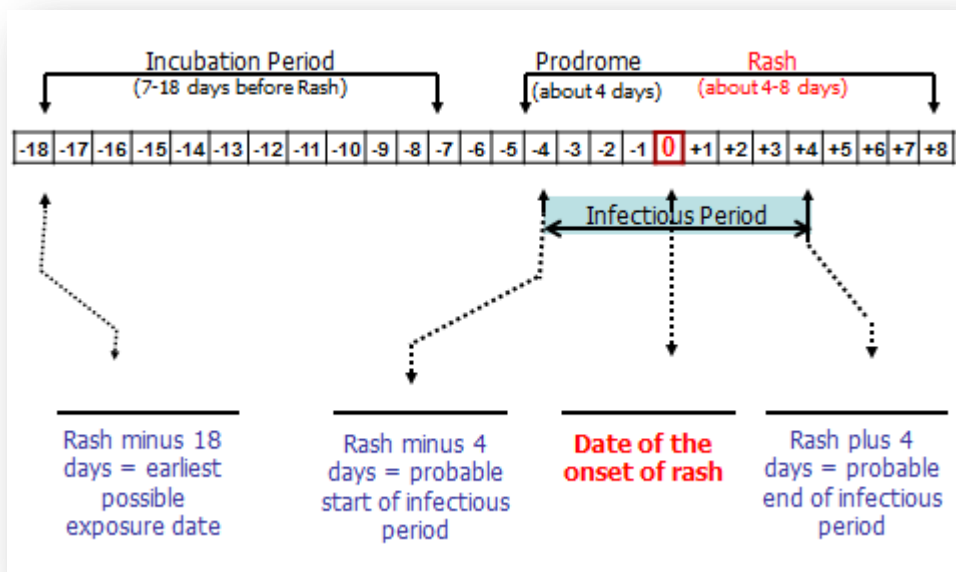 Incubation Period
(7-18 days before Rash)
Prodrome
(about 4 days)
Rash
(about 4-8 days)
-18 -17 -16 -15 -14 -13 -12 -11 -10 -9 -8 -7 -6 -5 -4 -3 -2 -1 0 +1 +2 +3 +4 +5 +6 +7 +8
Infectious Period
Rash minus 18
days = earliest
possible
exposure date
Rash minus 4
days = probable
start of infectious
period
Date of the
onset of rash
Rash plus 4
days = probable
end of infectious
period